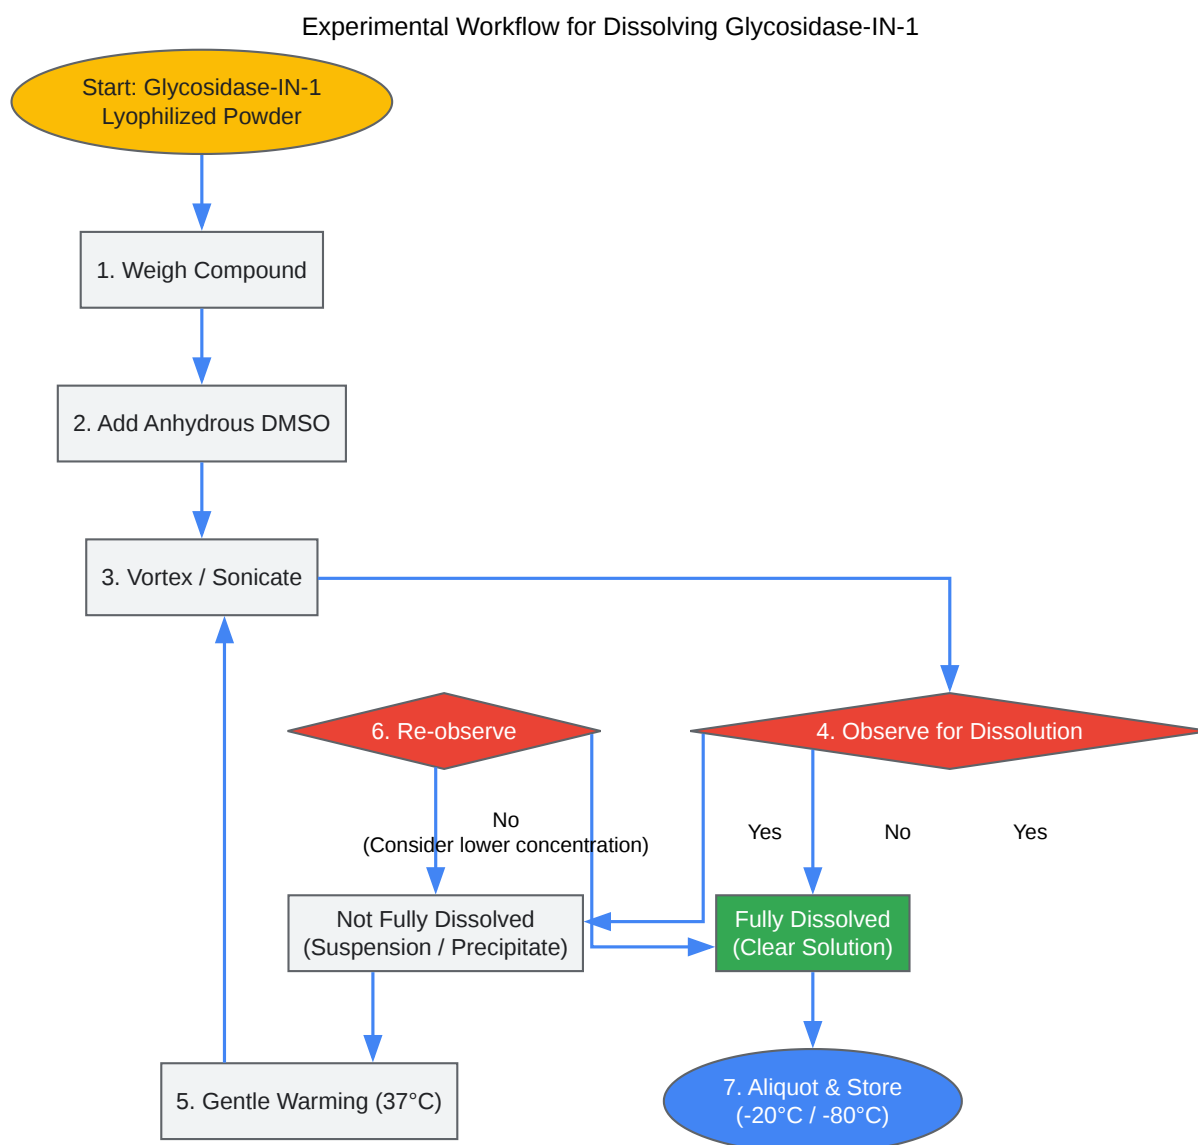 Experimental Workflow for Dissolving Glycosidase-IN-1
Start: Glycosidase-IN-1
Lyophilized Powder
1. Weigh Compound
2. Add Anhydrous DMSO
3. Vortex / Sonicate
6. Re-observe
4. Observe for Dissolution
No
(Consider lower concentration)
Yes
No
Yes
Not Fully Dissolved
(Suspension / Precipitate)
Fully Dissolved
(Clear Solution)
5. Gentle Warming (37°C)
7. Aliquot & Store
(-20°C / -80°C)